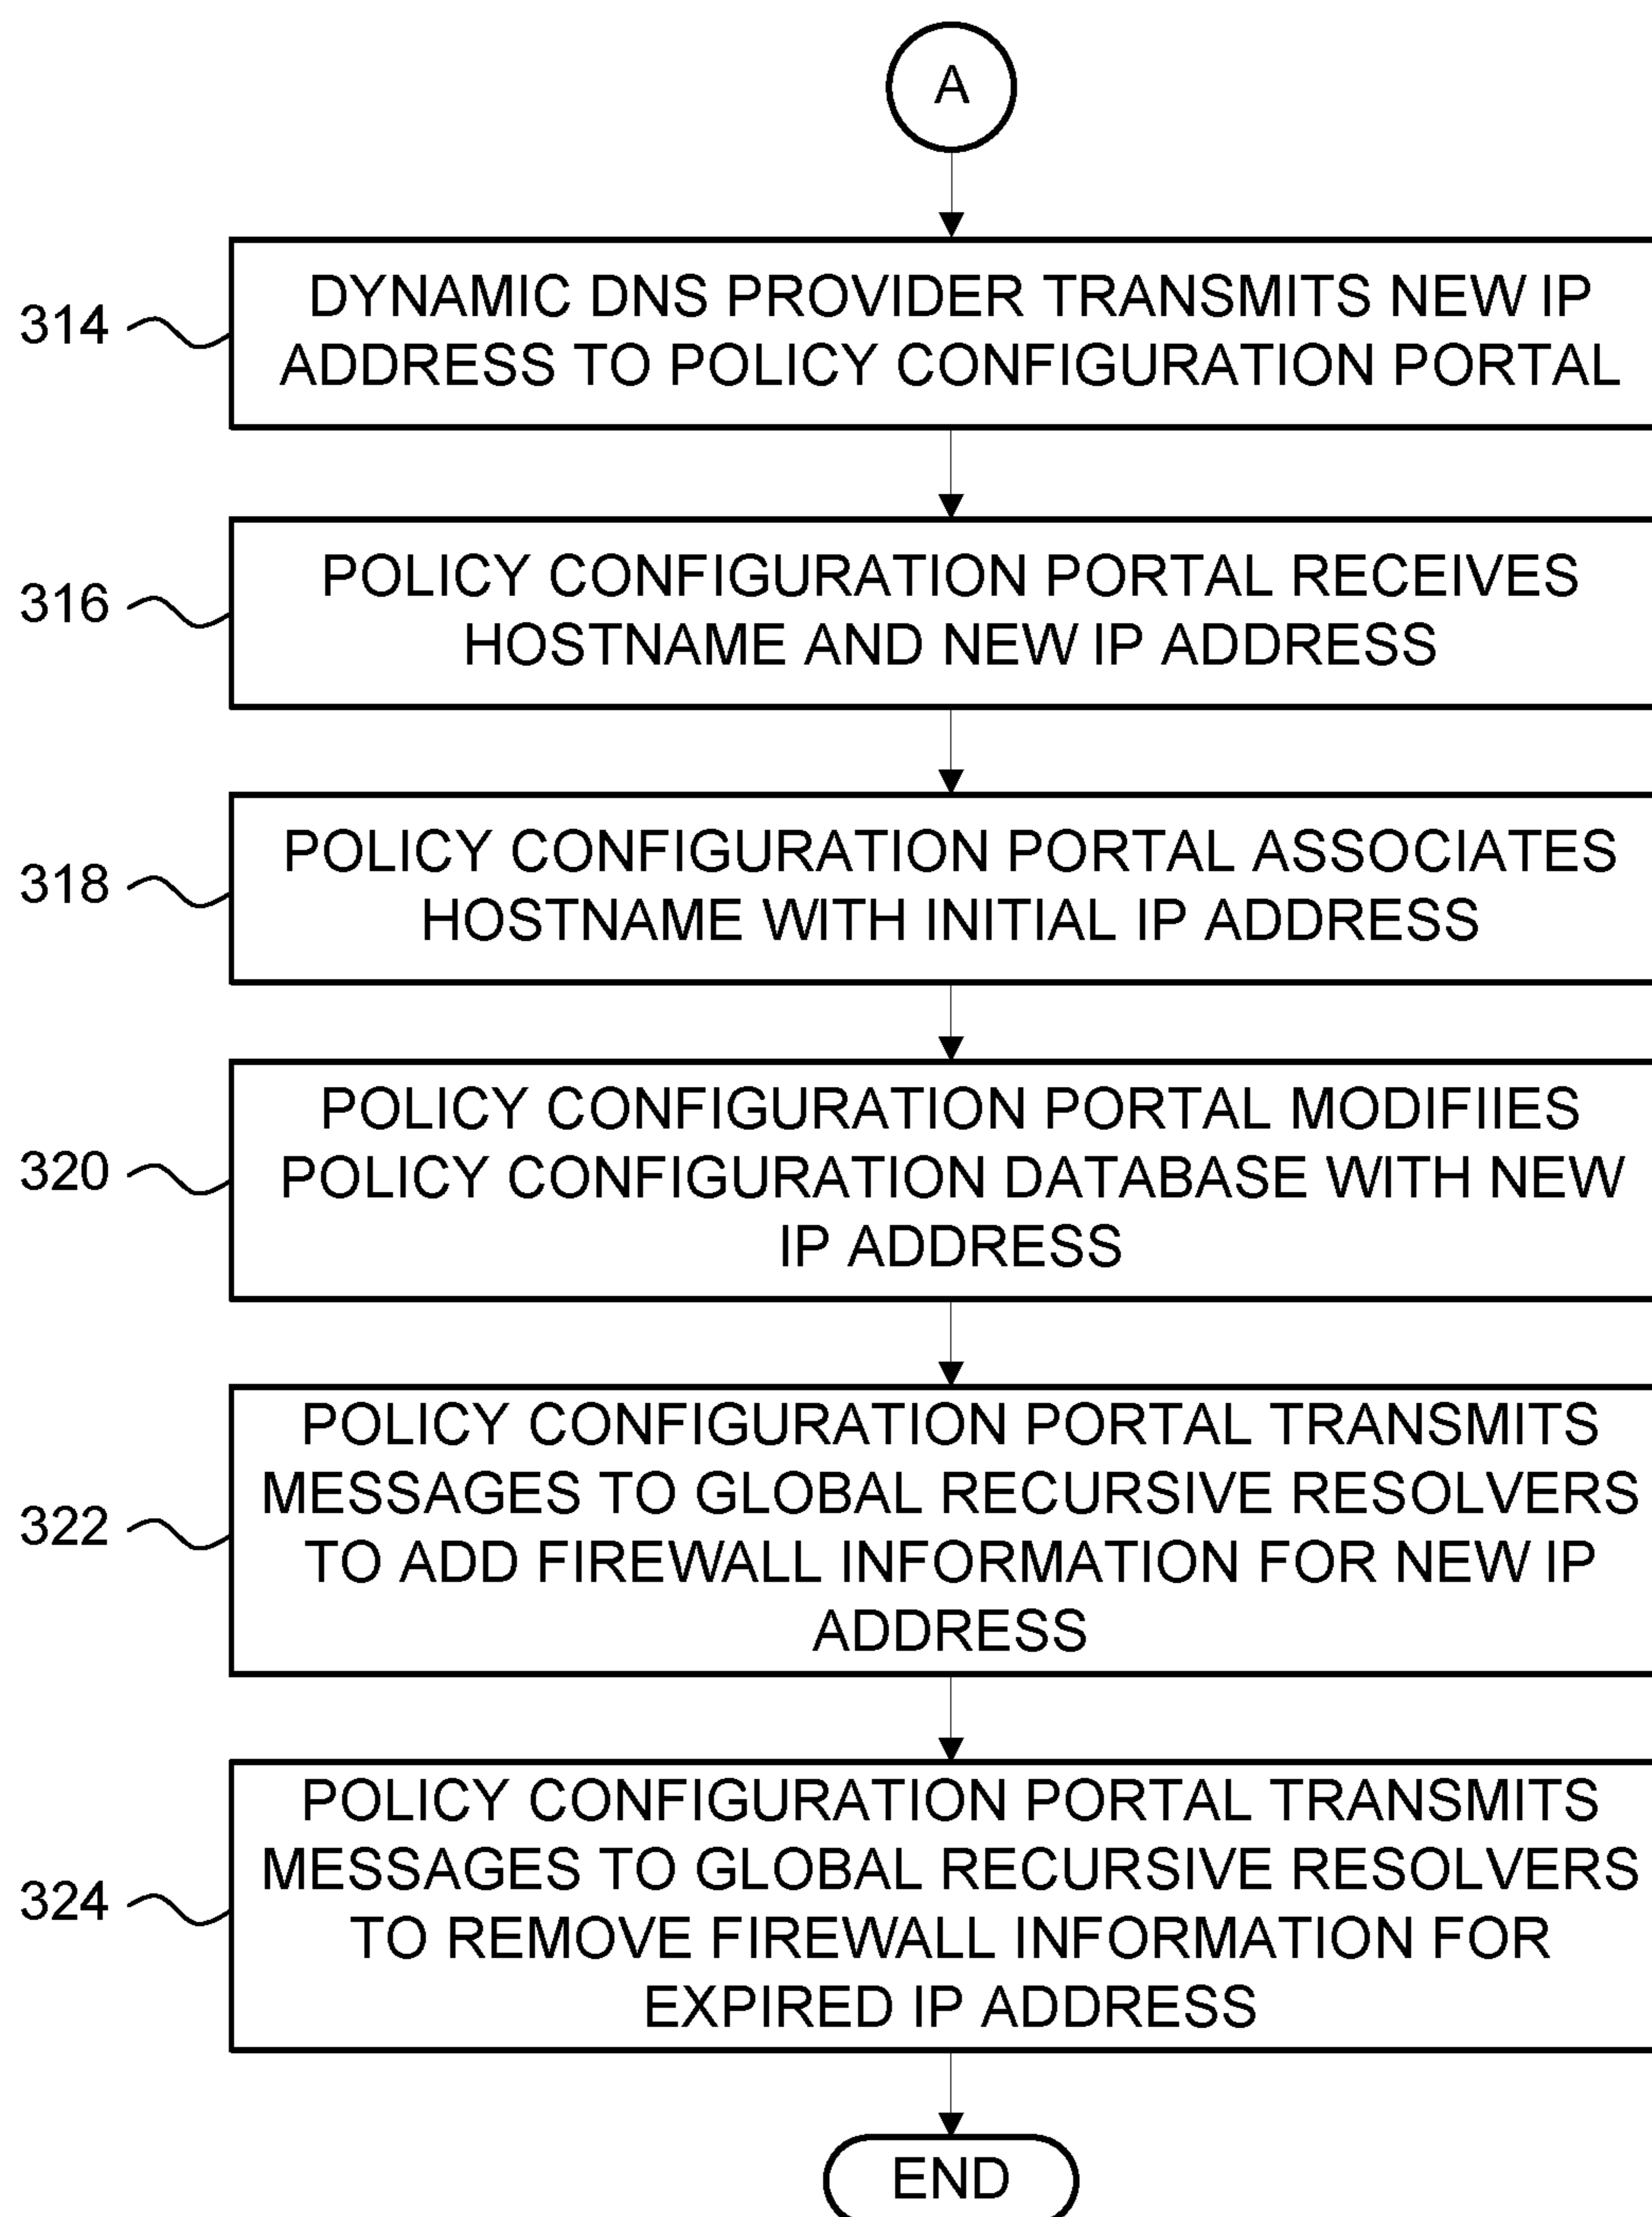 A
314
DYNAMIC DNS PROVIDER TRANSMITS NEW IP
ADDRESS TO POLICY CONFIGURATION PORTAL
316
POLICY CONFIGURATION PORTAL RECEIVES
HOSTNAME AND NEW IP ADDRESS
318
POLICY CONFIGURATION PORTAL ASSOCIATES
HOSTNAME WITH INITIAL IP ADDRESS
320
POLICY CONFIGURATION PORTAL MODIFIIES
POLICY CONFIGURATION DATABASE WITH NEW
IP ADDRESS
322
POLICY CONFIGURATION PORTAL TRANSMITS
MESSAGES TO GLOBAL RECURSIVE RESOLVERS
TO ADD FIREWALL INFORMATION FOR NEW IP
ADDRESS
324
POLICY CONFIGURATION PORTAL TRANSMITS
MESSAGES TO GLOBAL RECURSIVE RESOLVERS
TO REMOVE FIREWALL INFORMATION FOR
EXPIRED IP ADDRESS
END